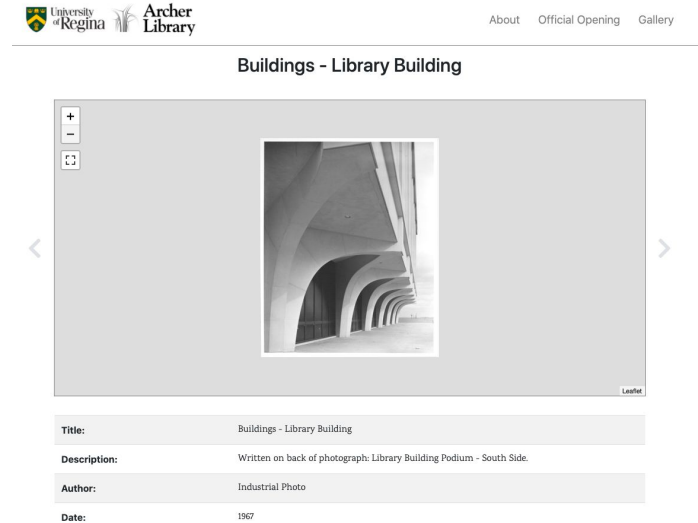 University
of Regina
Archer
Library
About Official Opening Gallery
Buildings - Library Building
+
−
Leaflet
Title: Buildings - Library Building
Description: Written on back of photograph: Library Building Podium - South Side.
Author: Industrial Photo
Date: 1967